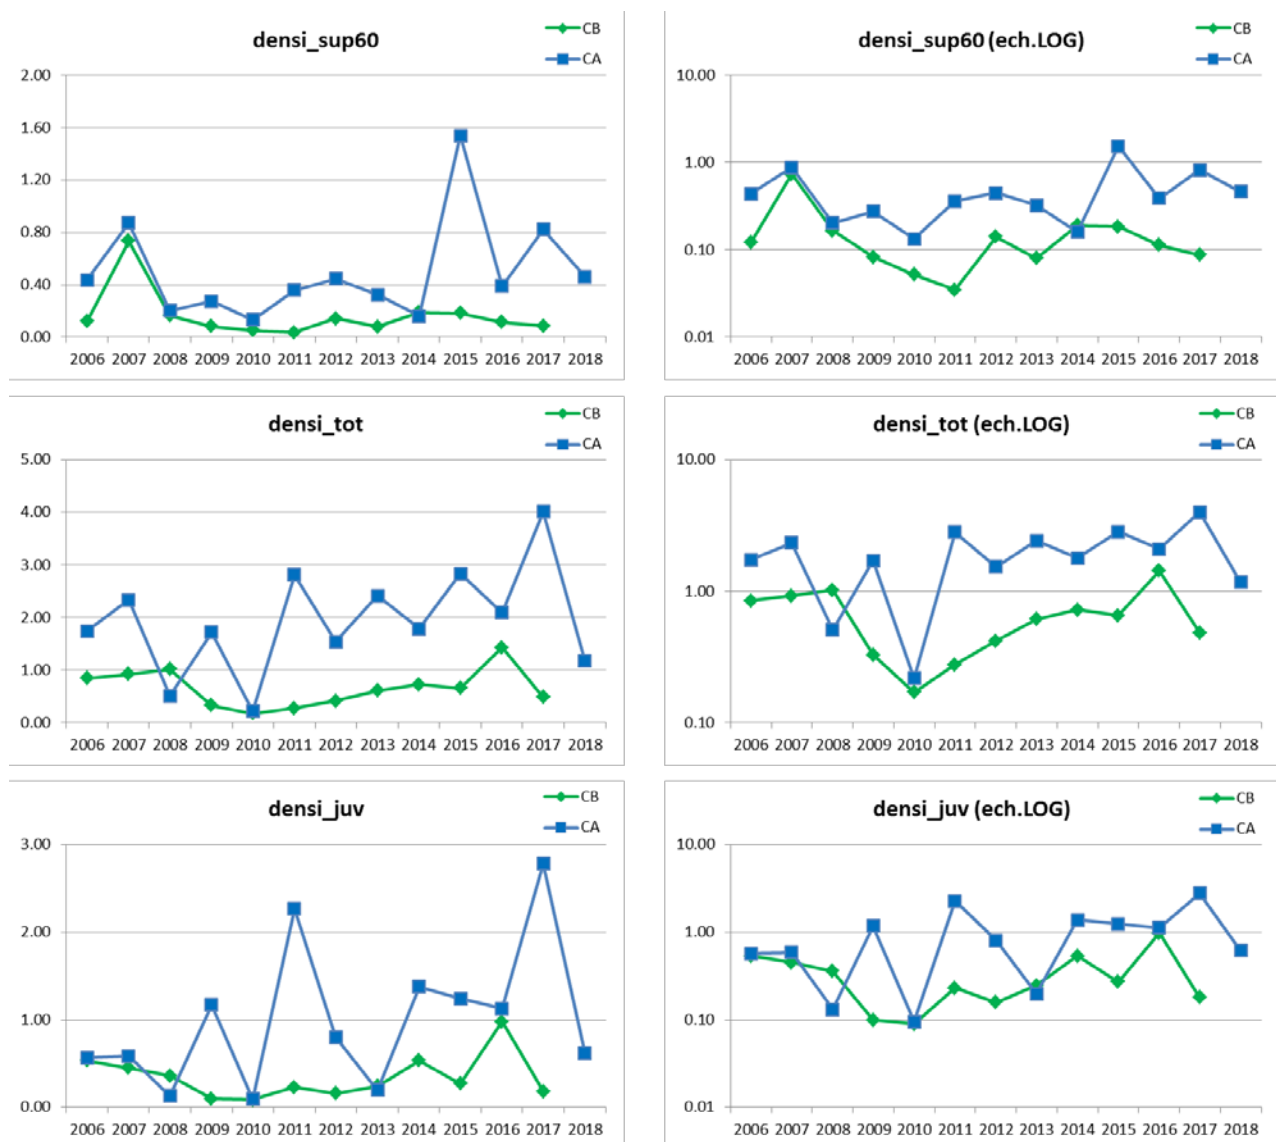 densi_sup60
CB
CA
2.00
1.60
1.20
0.80
0.40
0.00
2006 2007 2008 2009 2010 2011 2012 2013 2014 2015 2016 2017 2018
densi_sup60 (ech.LOG)
CB
CA
10.00
1.00
0.10
0.01
2006 2007 2008 2009 2010 2011 2012 2013 2014 2015 2016 2017 2018
densi_tot
CB
CA
5.00
4.00
3.00
2.00
1.00
0.00
2006 2007 2008 2009 2010 2011 2012 2013 2014 2015 2016 2017 2018
densi_tot (ech.LOG)
CB
CA
10.00
1.00
0.10
2006 2007 2008 2009 2010 2011 2012 2013 2014 2015 2016 2017 2018
densi_juv
CB
CA
3.00
2.00
1.00
0.00
2006 2007 2008 2009 2010 2011 2012 2013 2014 2015 2016 2017 2018
densi_juv (ech.LOG)
CB
CA
10.00
1.00
0.10
0.01
2006 2007 2008 2009 2010 2011 2012 2013 2014 2015 2016 2017 2018